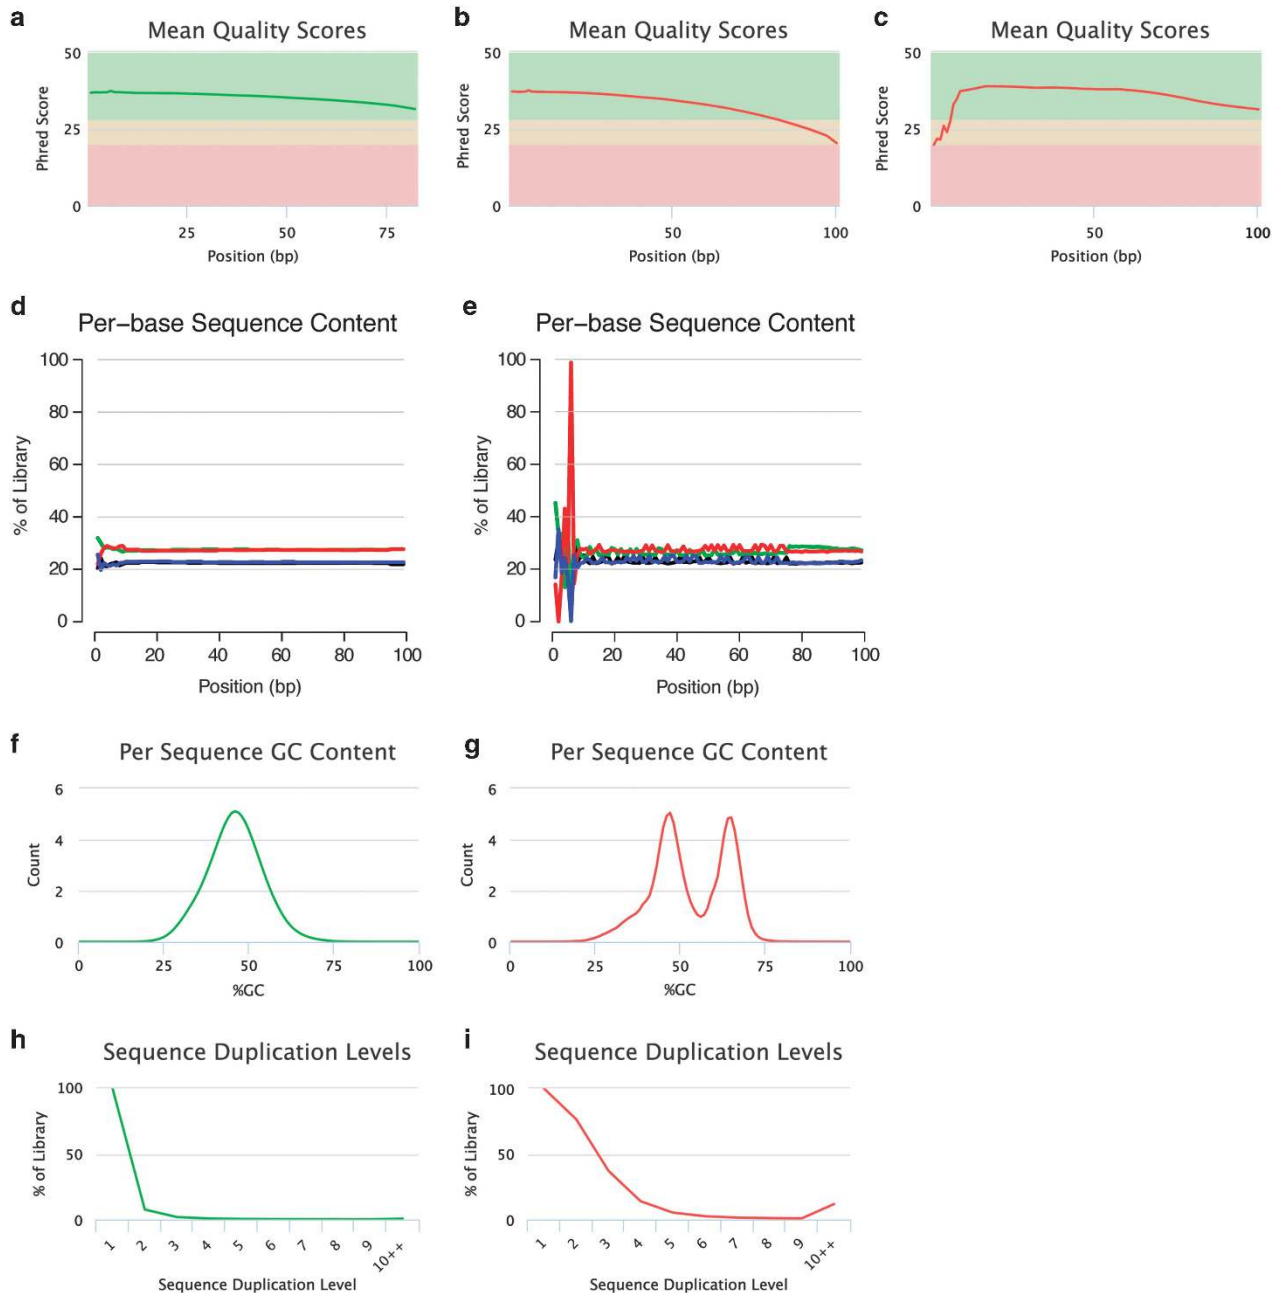 a
Mean Quality Scores
50
25
0
Phred Score
25 50 75
Position (bp)
b
Mean Quality Scores
50
25
0
Phred Score
50 100
Position (bp)
c
Mean Quality Scores
50
25
0
Phred Score
50 100
Position (bp)
d
Per-base Sequence Content
100
80
60
40
20
0
% of Library
0 20 40 60 80 100
Position (bp)
e
Per-base Sequence Content
100
80
60
40
20
0
% of Library
0 20 40 60 80 100
Position (bp)
f
Per Sequence GC Content
6
4
2
0
Count
0 25 50 75 100
%GC
g
Per Sequence GC Content
6
4
2
0
Count
0 25 50 75 100
%GC
h
Sequence Duplication Levels
100
50
0
% of Library
1 2 3 4 5 6 7 8 9 10++
Sequence Duplication Level
i
Sequence Duplication Levels
100
50
0
% of Library
1 2 3 4 5 6 7 8 9 10++
Sequence Duplication Level